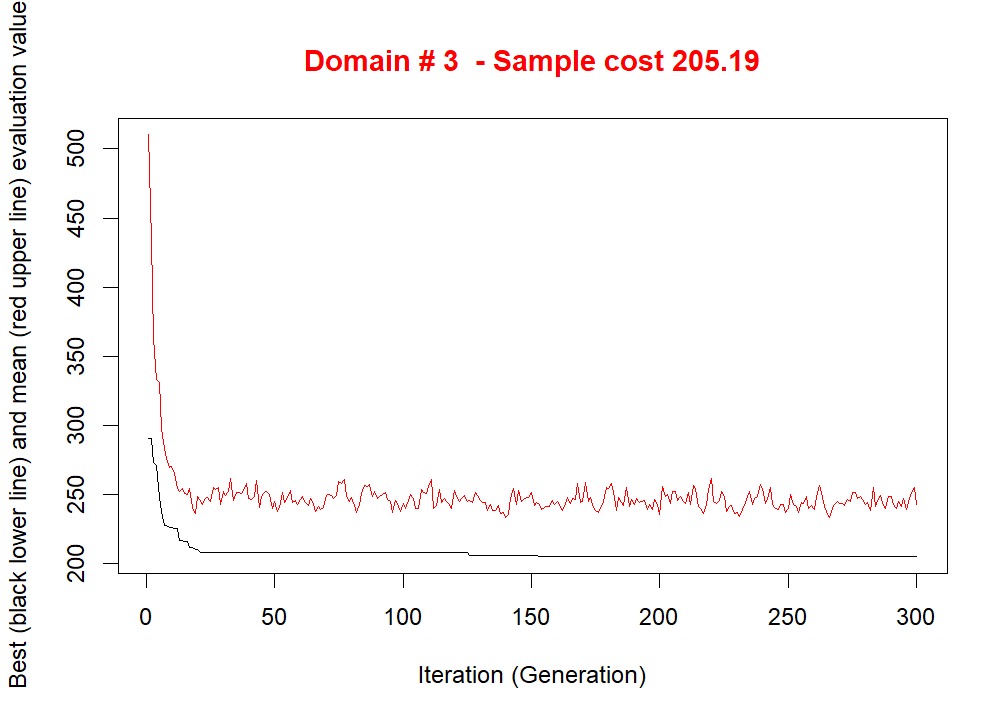 Domain # 3  - Sample cost 205.19
Best (black lower line) and mean (red upper line) evaluation value
500
450
400
350
300
250
200
0 50 100 150 200 250 300
Iteration (Generation)